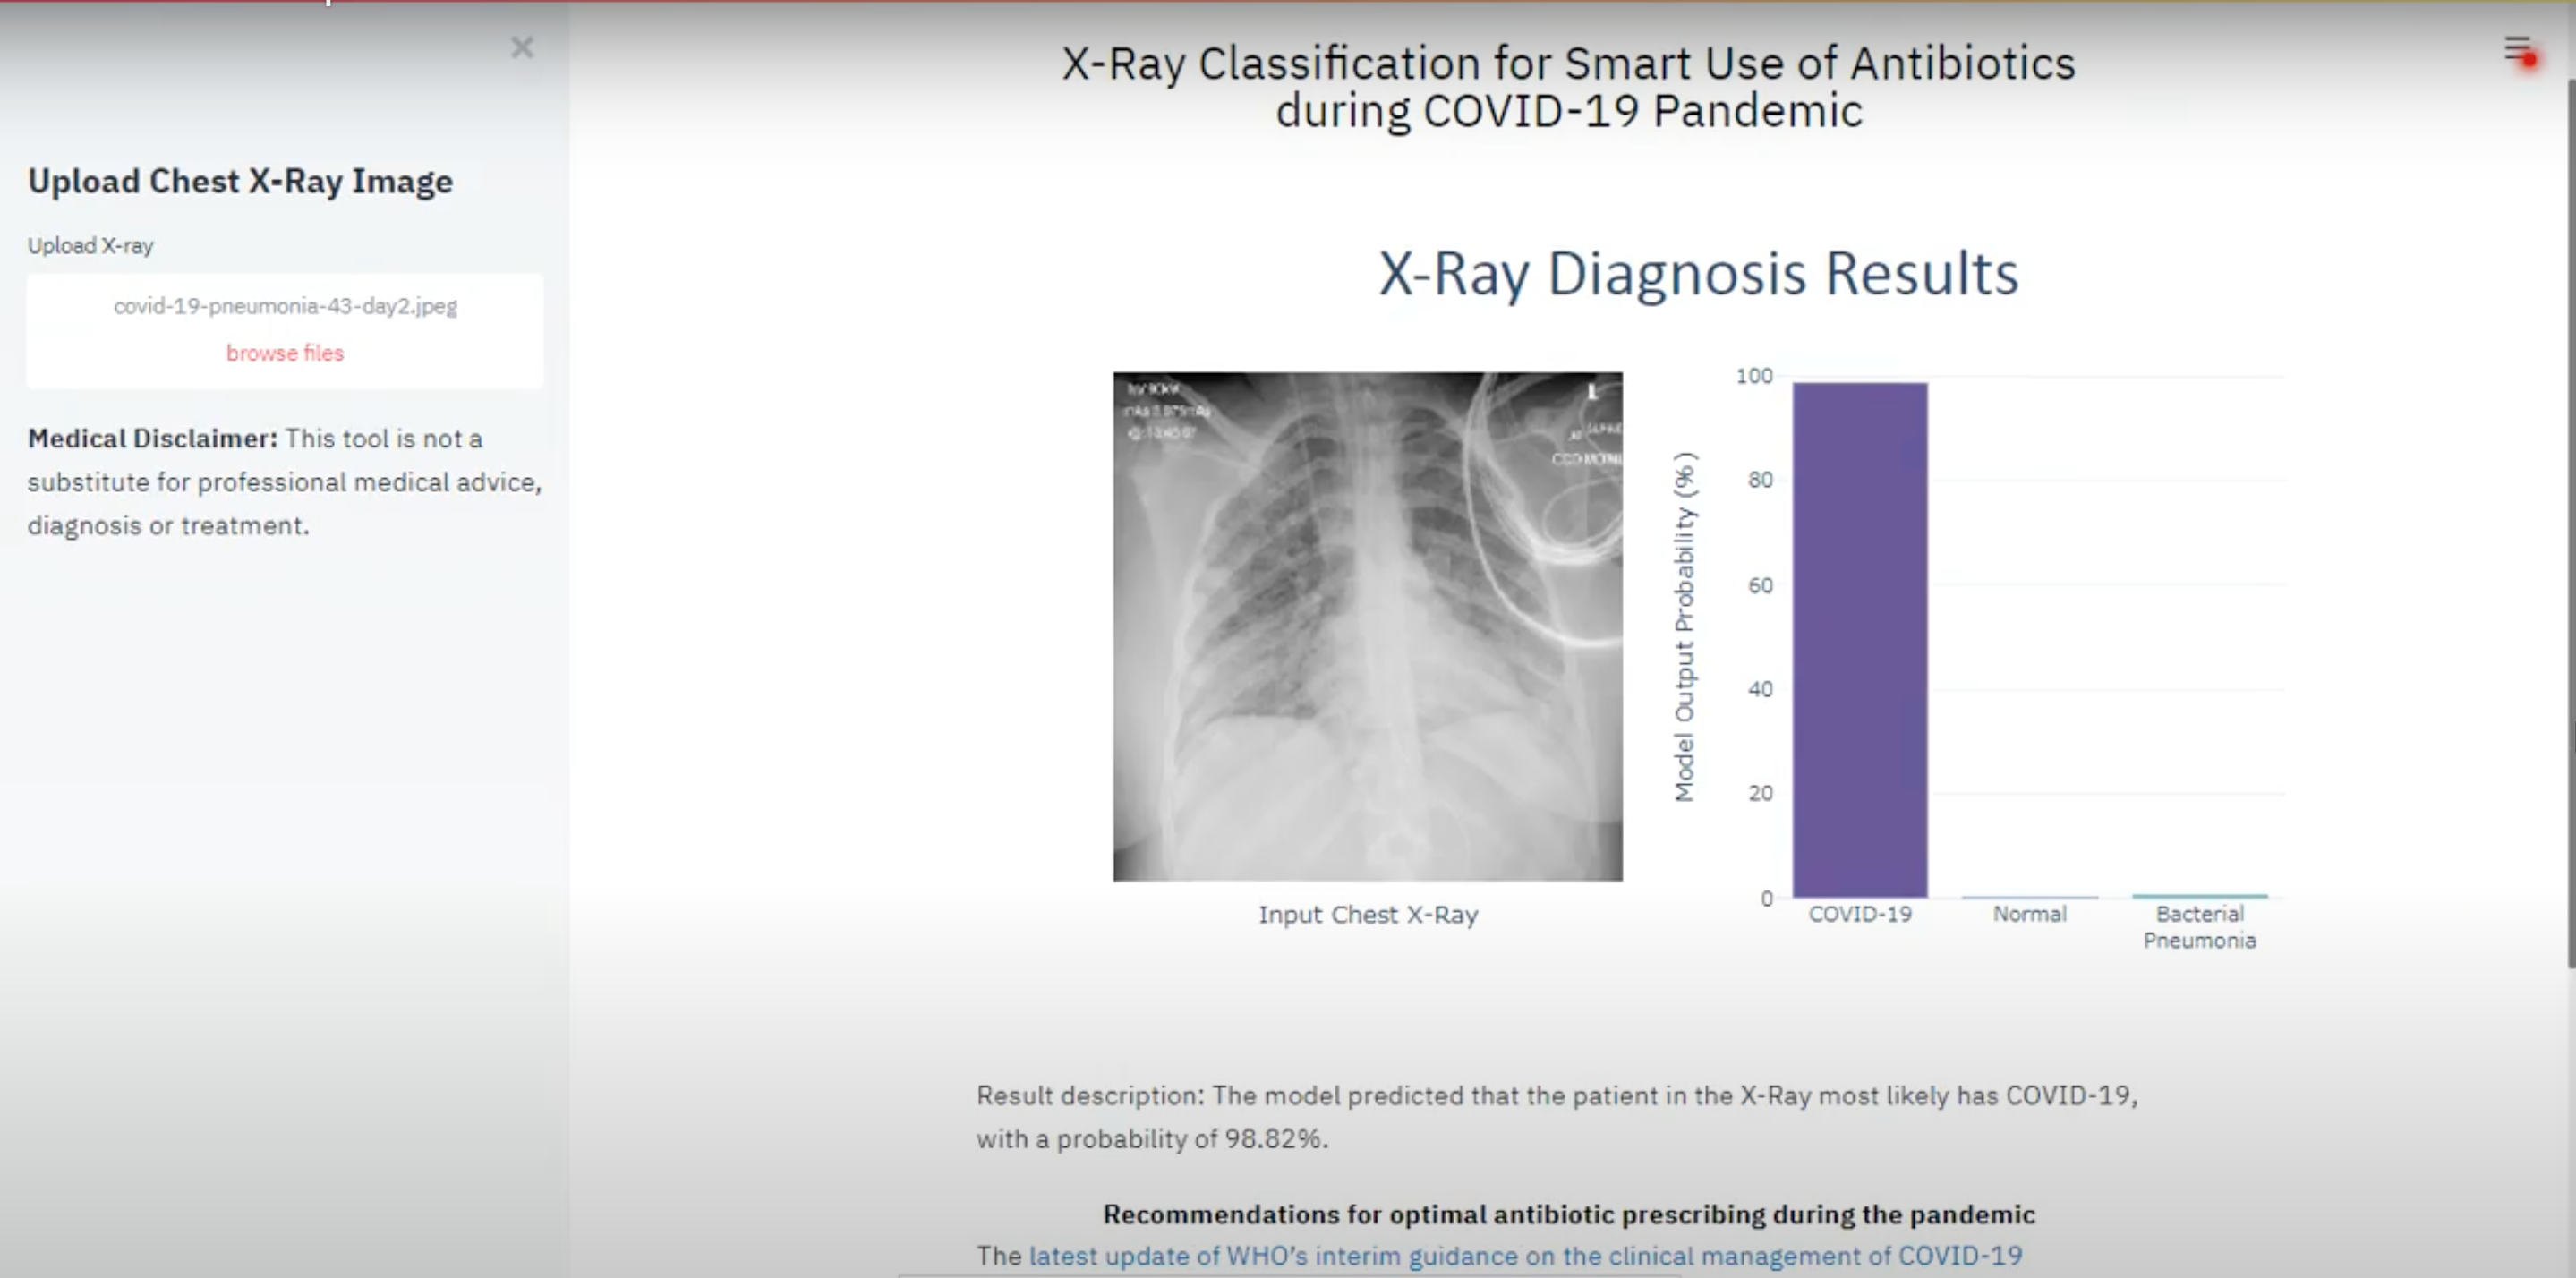 X-Ray Classification for Smart Use of Antibiotics
during COVID-19 Pandemic
Upload Chest X-Ray Image
Upload X-ray
covid-19-pneumonia-43-day2.jpeg
browse files
Medical Disclaimer: This tool is not a
substitute for professional medical advice,
diagnosis or treatment.
X-Ray Diagnosis Results
Input Chest X-Ray
Model Output Probability (%)
100
80
60
40
20
0
COVID-19
Normal
Bacterial
Pneumonia
Result description: The model predicted that the patient in the X-Ray most likely has COVID-19,
with a probability of 98.82%.
Recommendations for optimal antibiotic prescribing during the pandemic
The latest update of WHO’s interim guidance on the clinical management of COVID-19